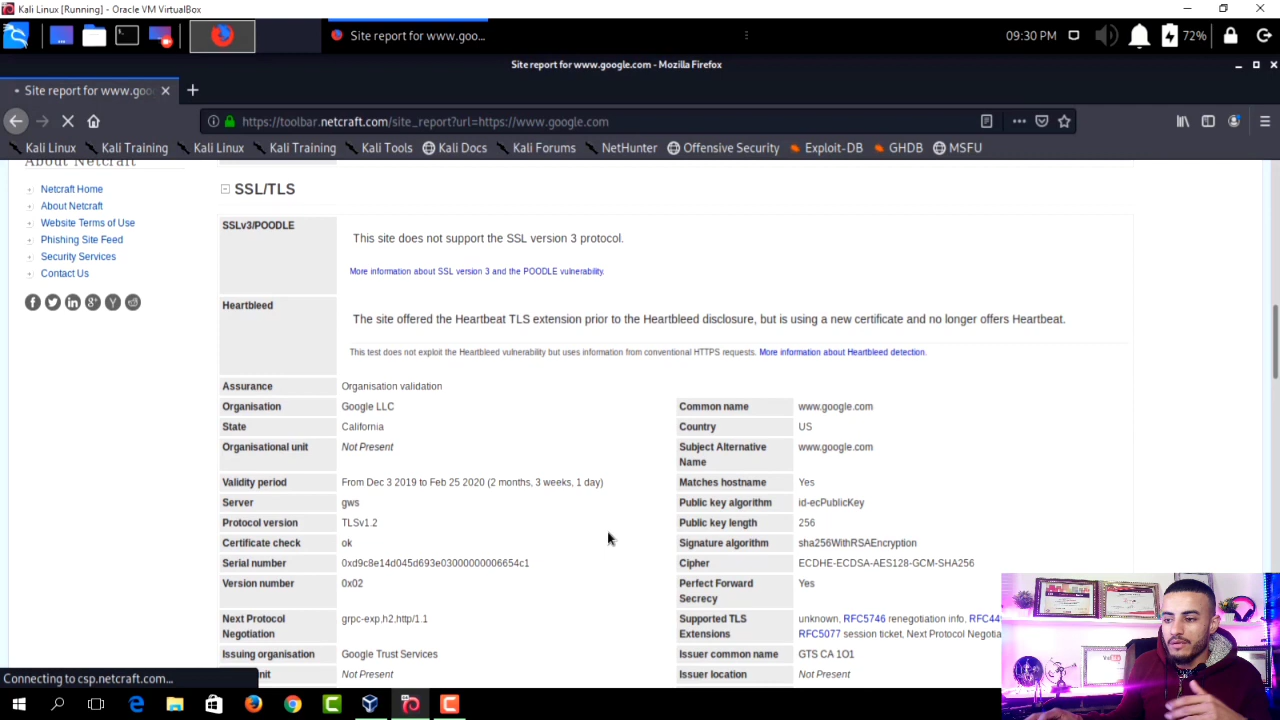 Kali Linux [Running] - Oracle VM VirtualBox
Site report for www.goo...
09:30 PM
72%
Site report for www.google.com - Mozilla Firefox
Site report for www.goo
https://toolbar.netcraft.com/site_report?url=https://www.google.com
Kali Linux
Kali Training
Kali Linux
Kali Training
Kali Tools
Kali Docs
Kali Forums
NetHunter
Offensive Security
Exploit-DB
GHDB
MSFU
About Netcraft
Netcraft Home
About Netcraft
Website Terms of Use
Phishing Site Feed
Security Services
Contact Us
SSL/TLS
SSLv3/POODLE
This site does not support the SSL version 3 protocol.
More information about SSL version 3 and the POODLE vulnerability.
Heartbleed
The site offered the Heartbeat TLS extension prior to the Heartbleed disclosure, but is using a new certificate and no longer offers Heartbeat.
This test does not exploit the Heartbleed vulnerability but uses information from conventional HTTPS requests. More information about Heartbleed detection.
Assurance Organisation validation
Organisation Google LLC Common name www.google.com
State California Country US
Organisational unit Not Present Subject Alternative Name www.google.com
Validity period From Dec 3 2019 to Feb 25 2020 (2 months, 3 weeks, 1 day) Matches hostname Yes
Server gws Public key algorithm id-ecPublicKey
Protocol version TLSv1.2 Public key length 256
Certificate check ok Signature algorithm sha256WithRSAEncryption
Serial number 0xd9c8e14d045d693e03000000006654c1 Cipher ECDHE-ECDSA-AES128-GCM-SHA256
Version number 0x02 Perfect Forward Secrecy Yes
Next Protocol Negotiation grpc-exp,h2,http/1.1 Supported TLS Extensions unknown, RFC5746 renegotiation info, RFC44
RFC5077 session ticket, Next Protocol Negotia
Issuing organisation Google Trust Services Issuer common name GTS CA 1O1
Not Present Issuer location Not Present
Connecting to csp.netcraft.com...